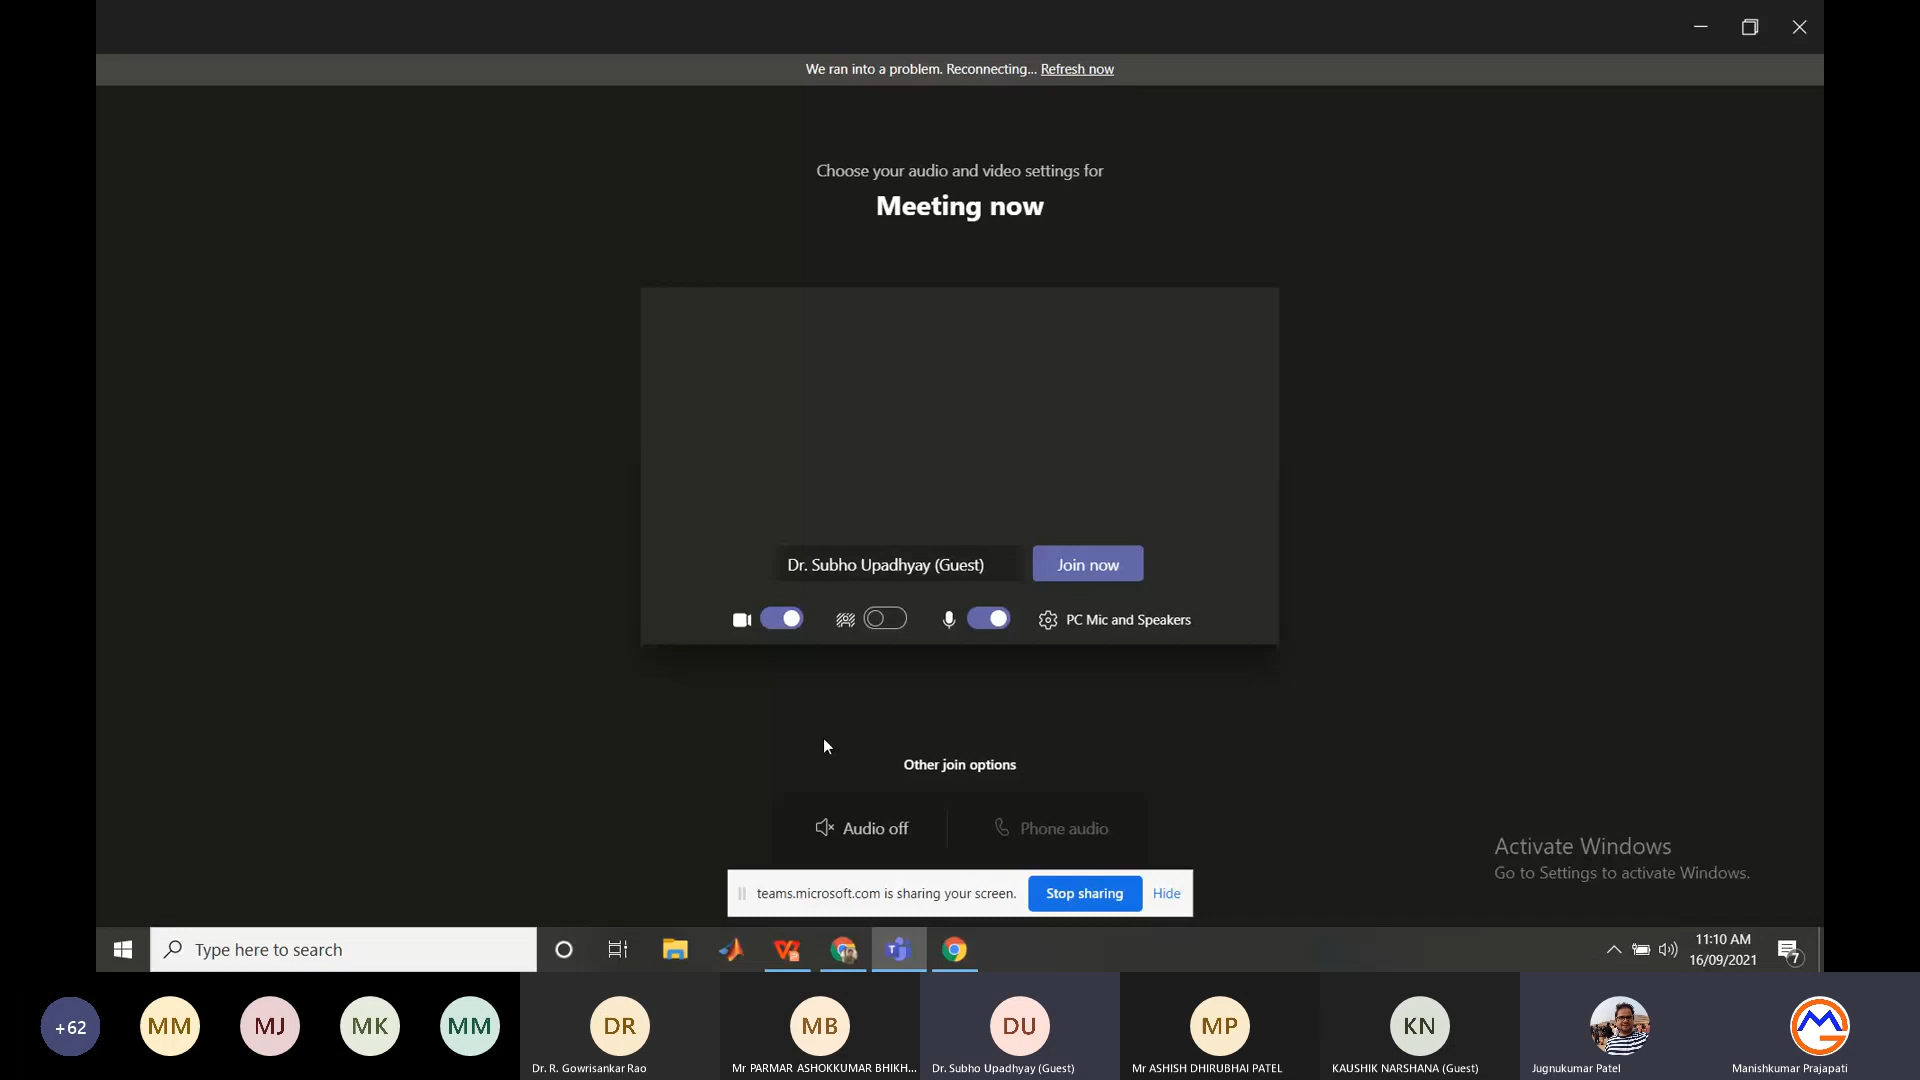 We ran into a problem. Reconnecting... Refresh now
Choose your audio and video settings for
Meeting now
Dr. Subho Upadhyay (Guest)
Join now
PC Mic and Speakers
Other join options
Audio off
Phone audio
Activate Windows
Go to Settings to activate Windows.
teams.microsoft.com is sharing your screen.
Stop sharing
Hide
Type here to search
11:10 AM
16/09/2021
7
+62
MM
MJ
MK
MM
DR
Dr. R. Gowrisankar Rao
MB
Mr PARMAR ASHOKKUMAR BHIKH...
DU
Dr. Subho Upadhyay (Guest)
MP
Mr ASHISH DHIRUBHAI PATEL
KN
KAUSHIK NARSHANA (Guest)
Jugnukumar Patel
Manishkumar Prajapati